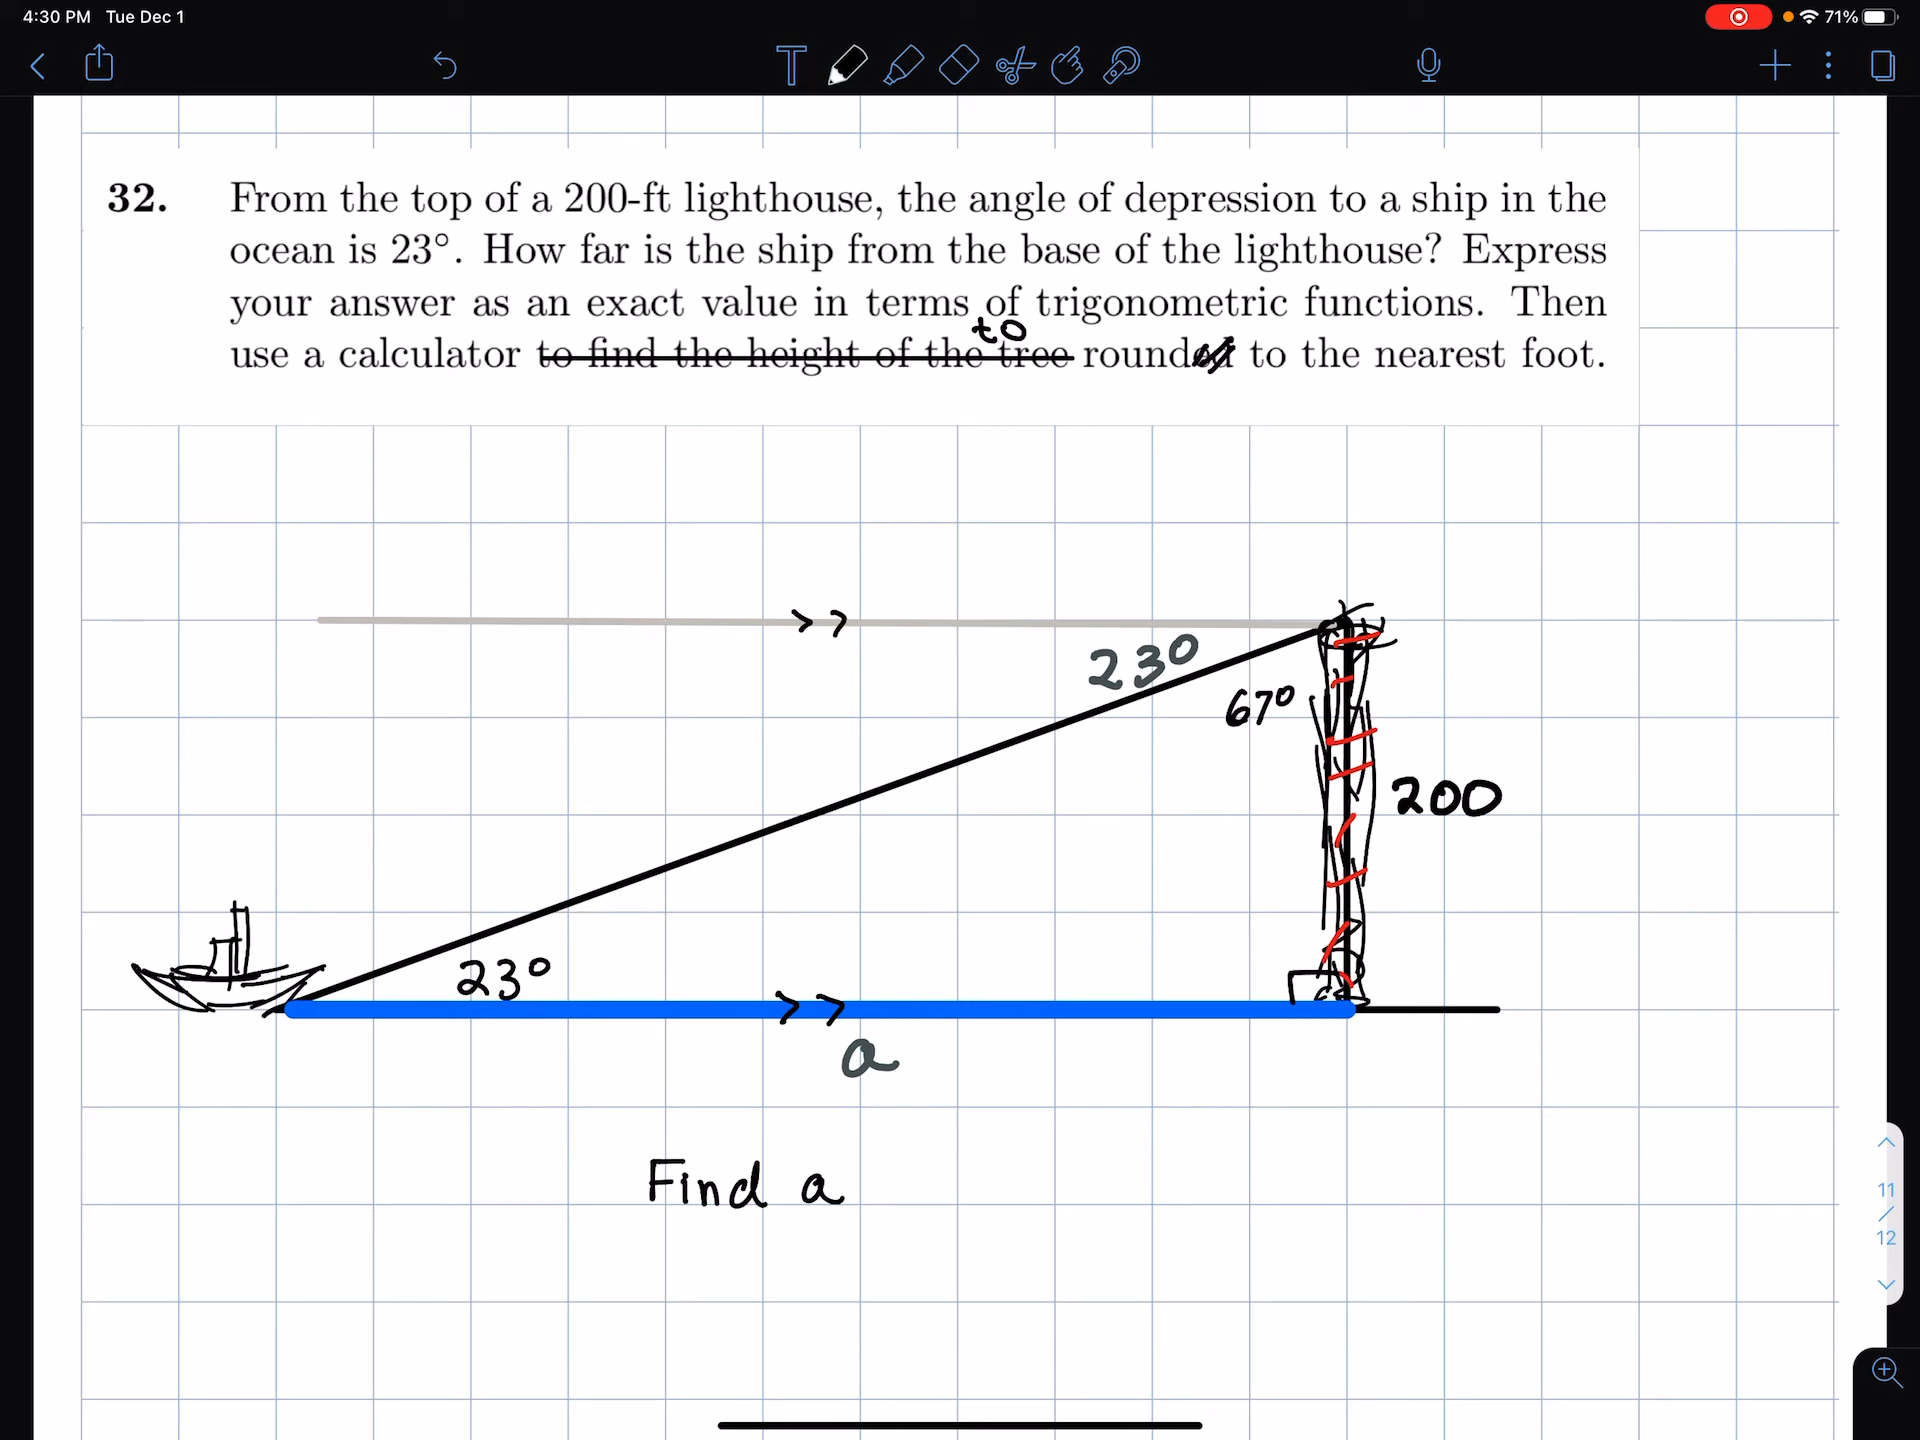 4:30 PM Tue Dec 1
71%
32. From the top of a 200-ft lighthouse, the angle of depression to a ship in the
ocean is 23°. How far is the ship from the base of the lighthouse? Express
your answer as an exact value in terms of trigonometric functions. Then
to
use a calculator to find the height of the tree rounded to the nearest foot.
23°
67°
200
23°
a
Find a
11
/
12